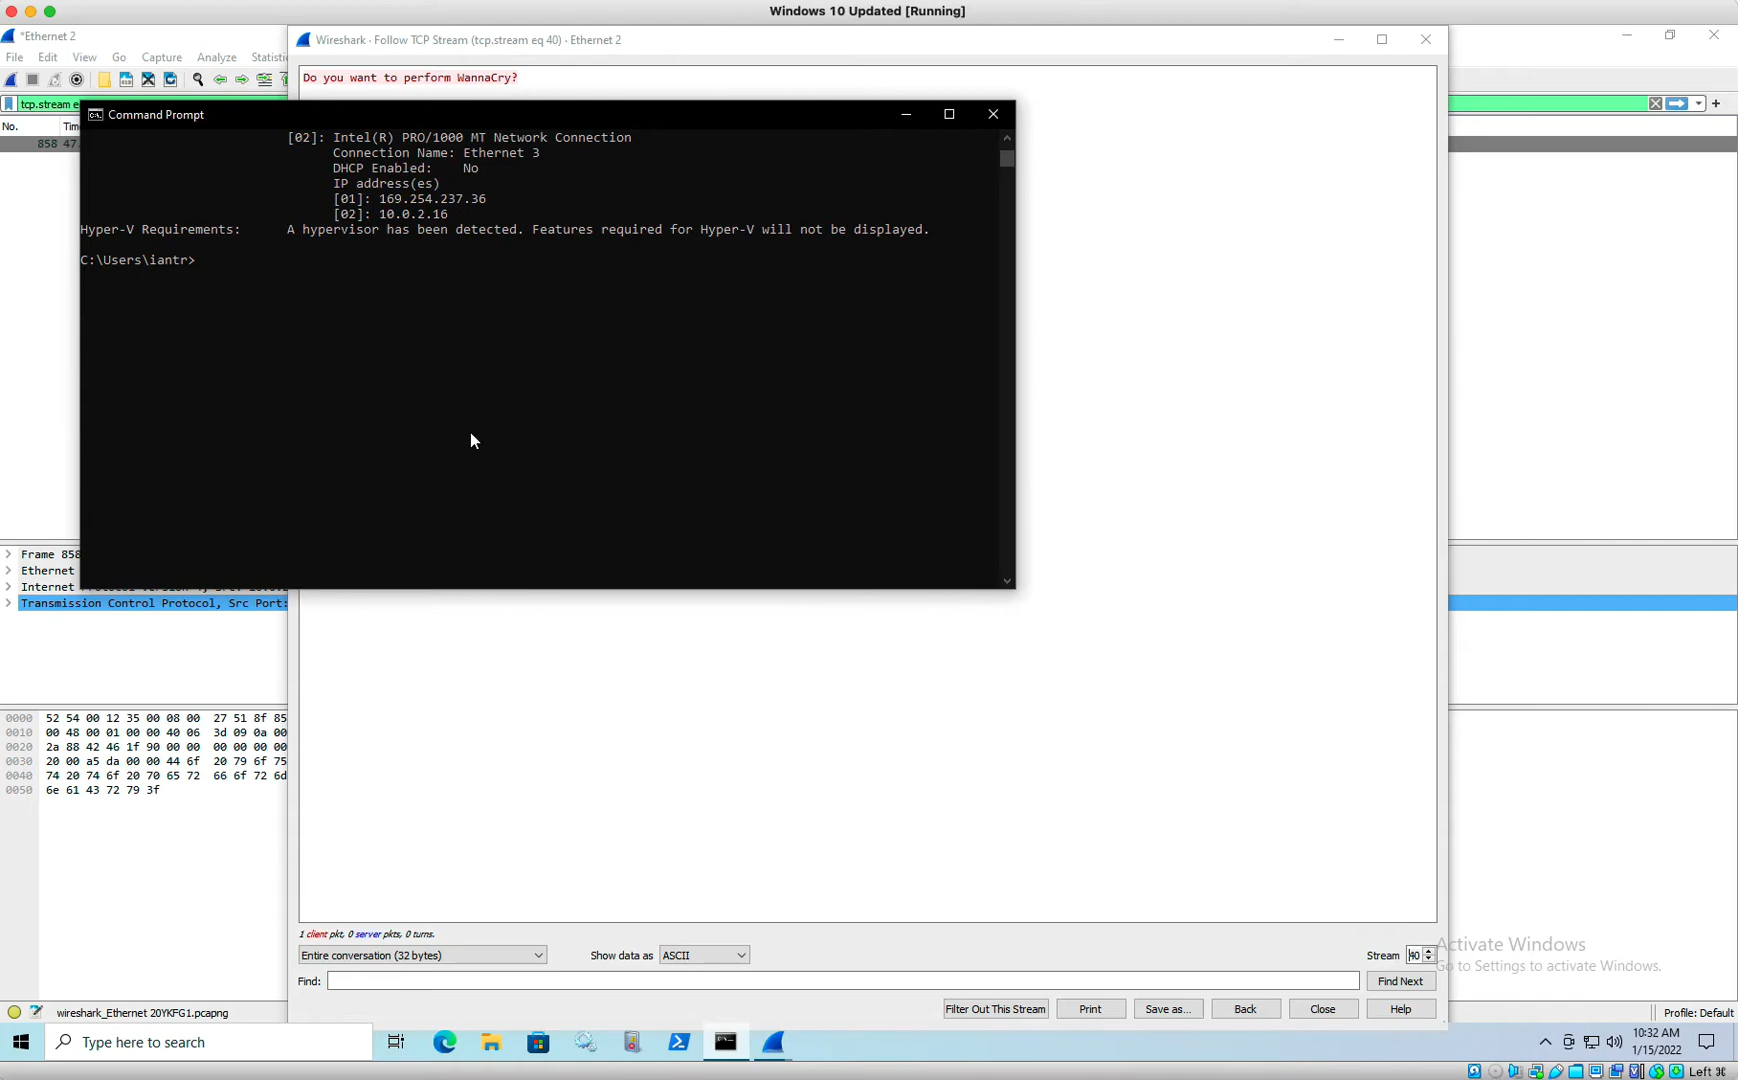 Windows 10 Updated [Running]
*Ethernet 2
File Edit View Go Capture Analyze Statisti
Wireshark · Follow TCP Stream (tcp.stream eq 40) · Ethernet 2
Do you want to perform WannaCry?
tcp.stream e
No. Tim
858 47.
Command Prompt
[02]: Intel(R) PRO/1000 MT Network Connection
Connection Name: Ethernet 3
DHCP Enabled: No
IP address(es)
[01]: 169.254.237.36
[02]: 10.0.2.16
Hyper-V Requirements: A hypervisor has been detected. Features required for Hyper-V will not be displayed.
C:\Users\iantr>
Frame 858
Ethernet
Internet
Transmission Control Protocol, Src Port:
0000 52 54 00 12 35 00 08 00 27 51 8f 85
0010 00 48 00 01 00 00 40 06 3d 09 0a 00
0020 2a 88 42 46 1f 90 00 00 00 00 00 00
0030 20 00 a5 da 00 00 44 6f 20 79 6f 75
0040 74 20 74 6f 20 70 65 72 66 6f 72 6d
0050 6e 61 43 72 79 3f
1 client pkt, 0 server pkts, 0 turns.
Entire conversation (32 bytes) Show data as ASCII Stream 40
Find: Find Next
Filter Out This Stream Print Save as... Back Close Help
Activate Windows
Go to Settings to activate Windows.
wireshark_Ethernet 20YKFG1.pcapng Profile: Default
Type here to search
10:32 AM
1/15/2022
Left ⌘